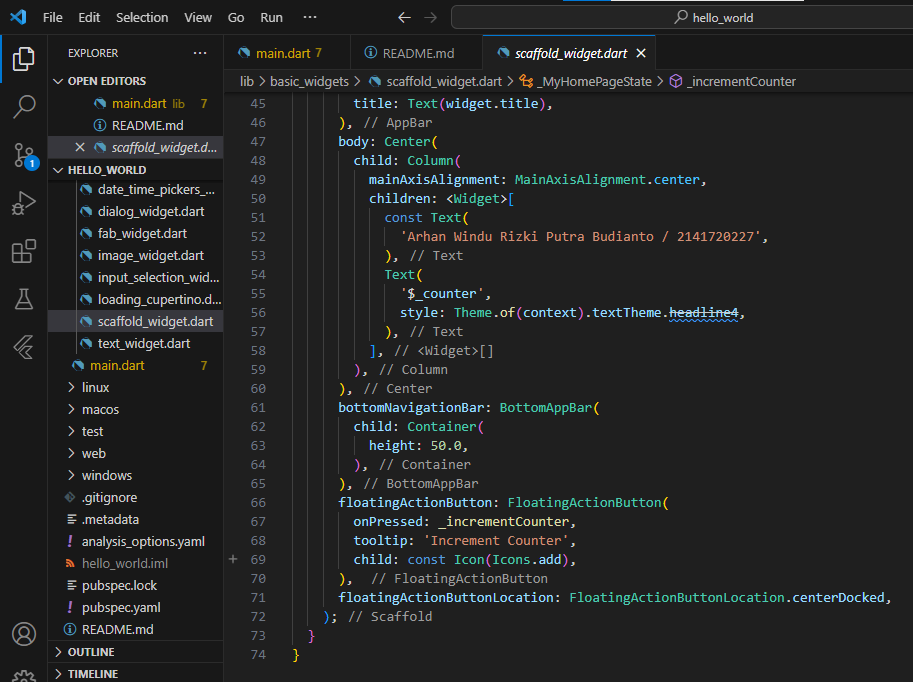 File Edit Selection View Go Run ··· hello_world
EXPLORER ···
OPEN EDITORS
main.dart lib 7
README.md
scaffold_widget.d...
HELLO_WORLD
date_time_pickers_...
dialog_widget.dart
fab_widget.dart
image_widget.dart
input_selection_wid...
loading_cupertino.d...
scaffold_widget.dart
text_widget.dart
main.dart 7
linux
macos
test
web
windows
.gitignore
.metadata
analysis_options.yaml
hello_world.iml
pubspec.lock
pubspec.yaml
README.md
OUTLINE
TIMELINE
1
main.dart 7 README.md scaffold_widget.dart
lib > basic_widgets > scaffold_widget.dart > _MyHomePageState > _incrementCounter
45 title: Text(widget.title),
46 ), // AppBar
47 body: Center(
48 child: Column(
49 mainAxisAlignment: MainAxisAlignment.center,
50 children: <Widget>[
51 const Text(
52 'Arhan Windu Rizki Putra Budianto / 2141720227',
53 ), // Text
54 Text(
55 '$_counter',
56 style: Theme.of(context).textTheme.headline4,
57 ), // Text
58 ], // <Widget>[]
59 ), // Column
60 ), // Center
61 bottomNavigationBar: BottomAppBar(
62 child: Container(
63 height: 50.0,
64 ), // Container
65 ), // BottomAppBar
66 floatingActionButton: FloatingActionButton(
67 onPressed: _incrementCounter,
68 tooltip: 'Increment Counter',
69 child: const Icon(Icons.add),
70 ), // FloatingActionButton
71 floatingActionButtonLocation: FloatingActionButtonLocation.centerDocked,
72 ); // Scaffold
73 }
74 }